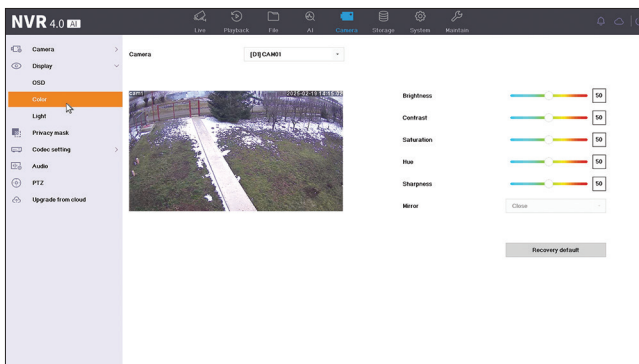 NVR 4.0 AI
Live Playback File AI Camera Storage System Maintain
Camera
Display
OSD
Color
Light
Privacy mask
Codec setting
Audio
PTZ
Upgrade from cloud
Camera [D1]CAM01
cam1
Brightness 50
Contrast 50
Saturation 50
Hue 50
Sharpness 50
Mirror Close
Recovery default